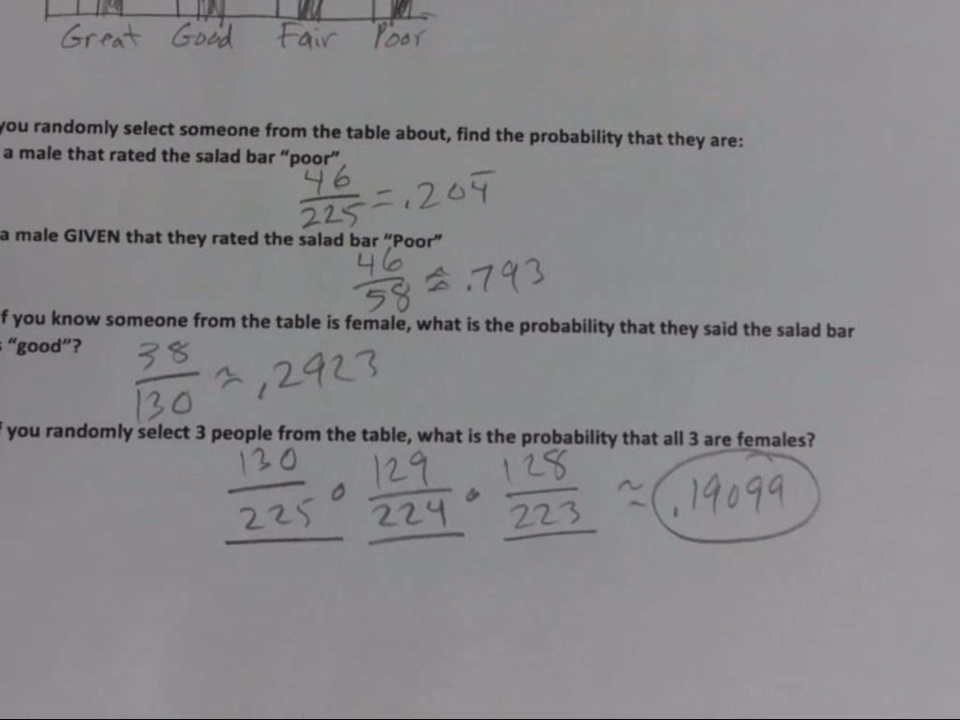 Great Good Fair Poor
you randomly select someone from the table about, find the probability that they are:
a male that rated the salad bar “poor”
46/225 = .204̅
a male GIVEN that they rated the salad bar “Poor”
46/58 ≈ .793
f you know someone from the table is female, what is the probability that they said the salad bar
“good”?
38/130 ≈ .2923
you randomly select 3 people from the table, what is the probability that all 3 are females?
130/225 · 129/224 · 128/223 ≈ .19099